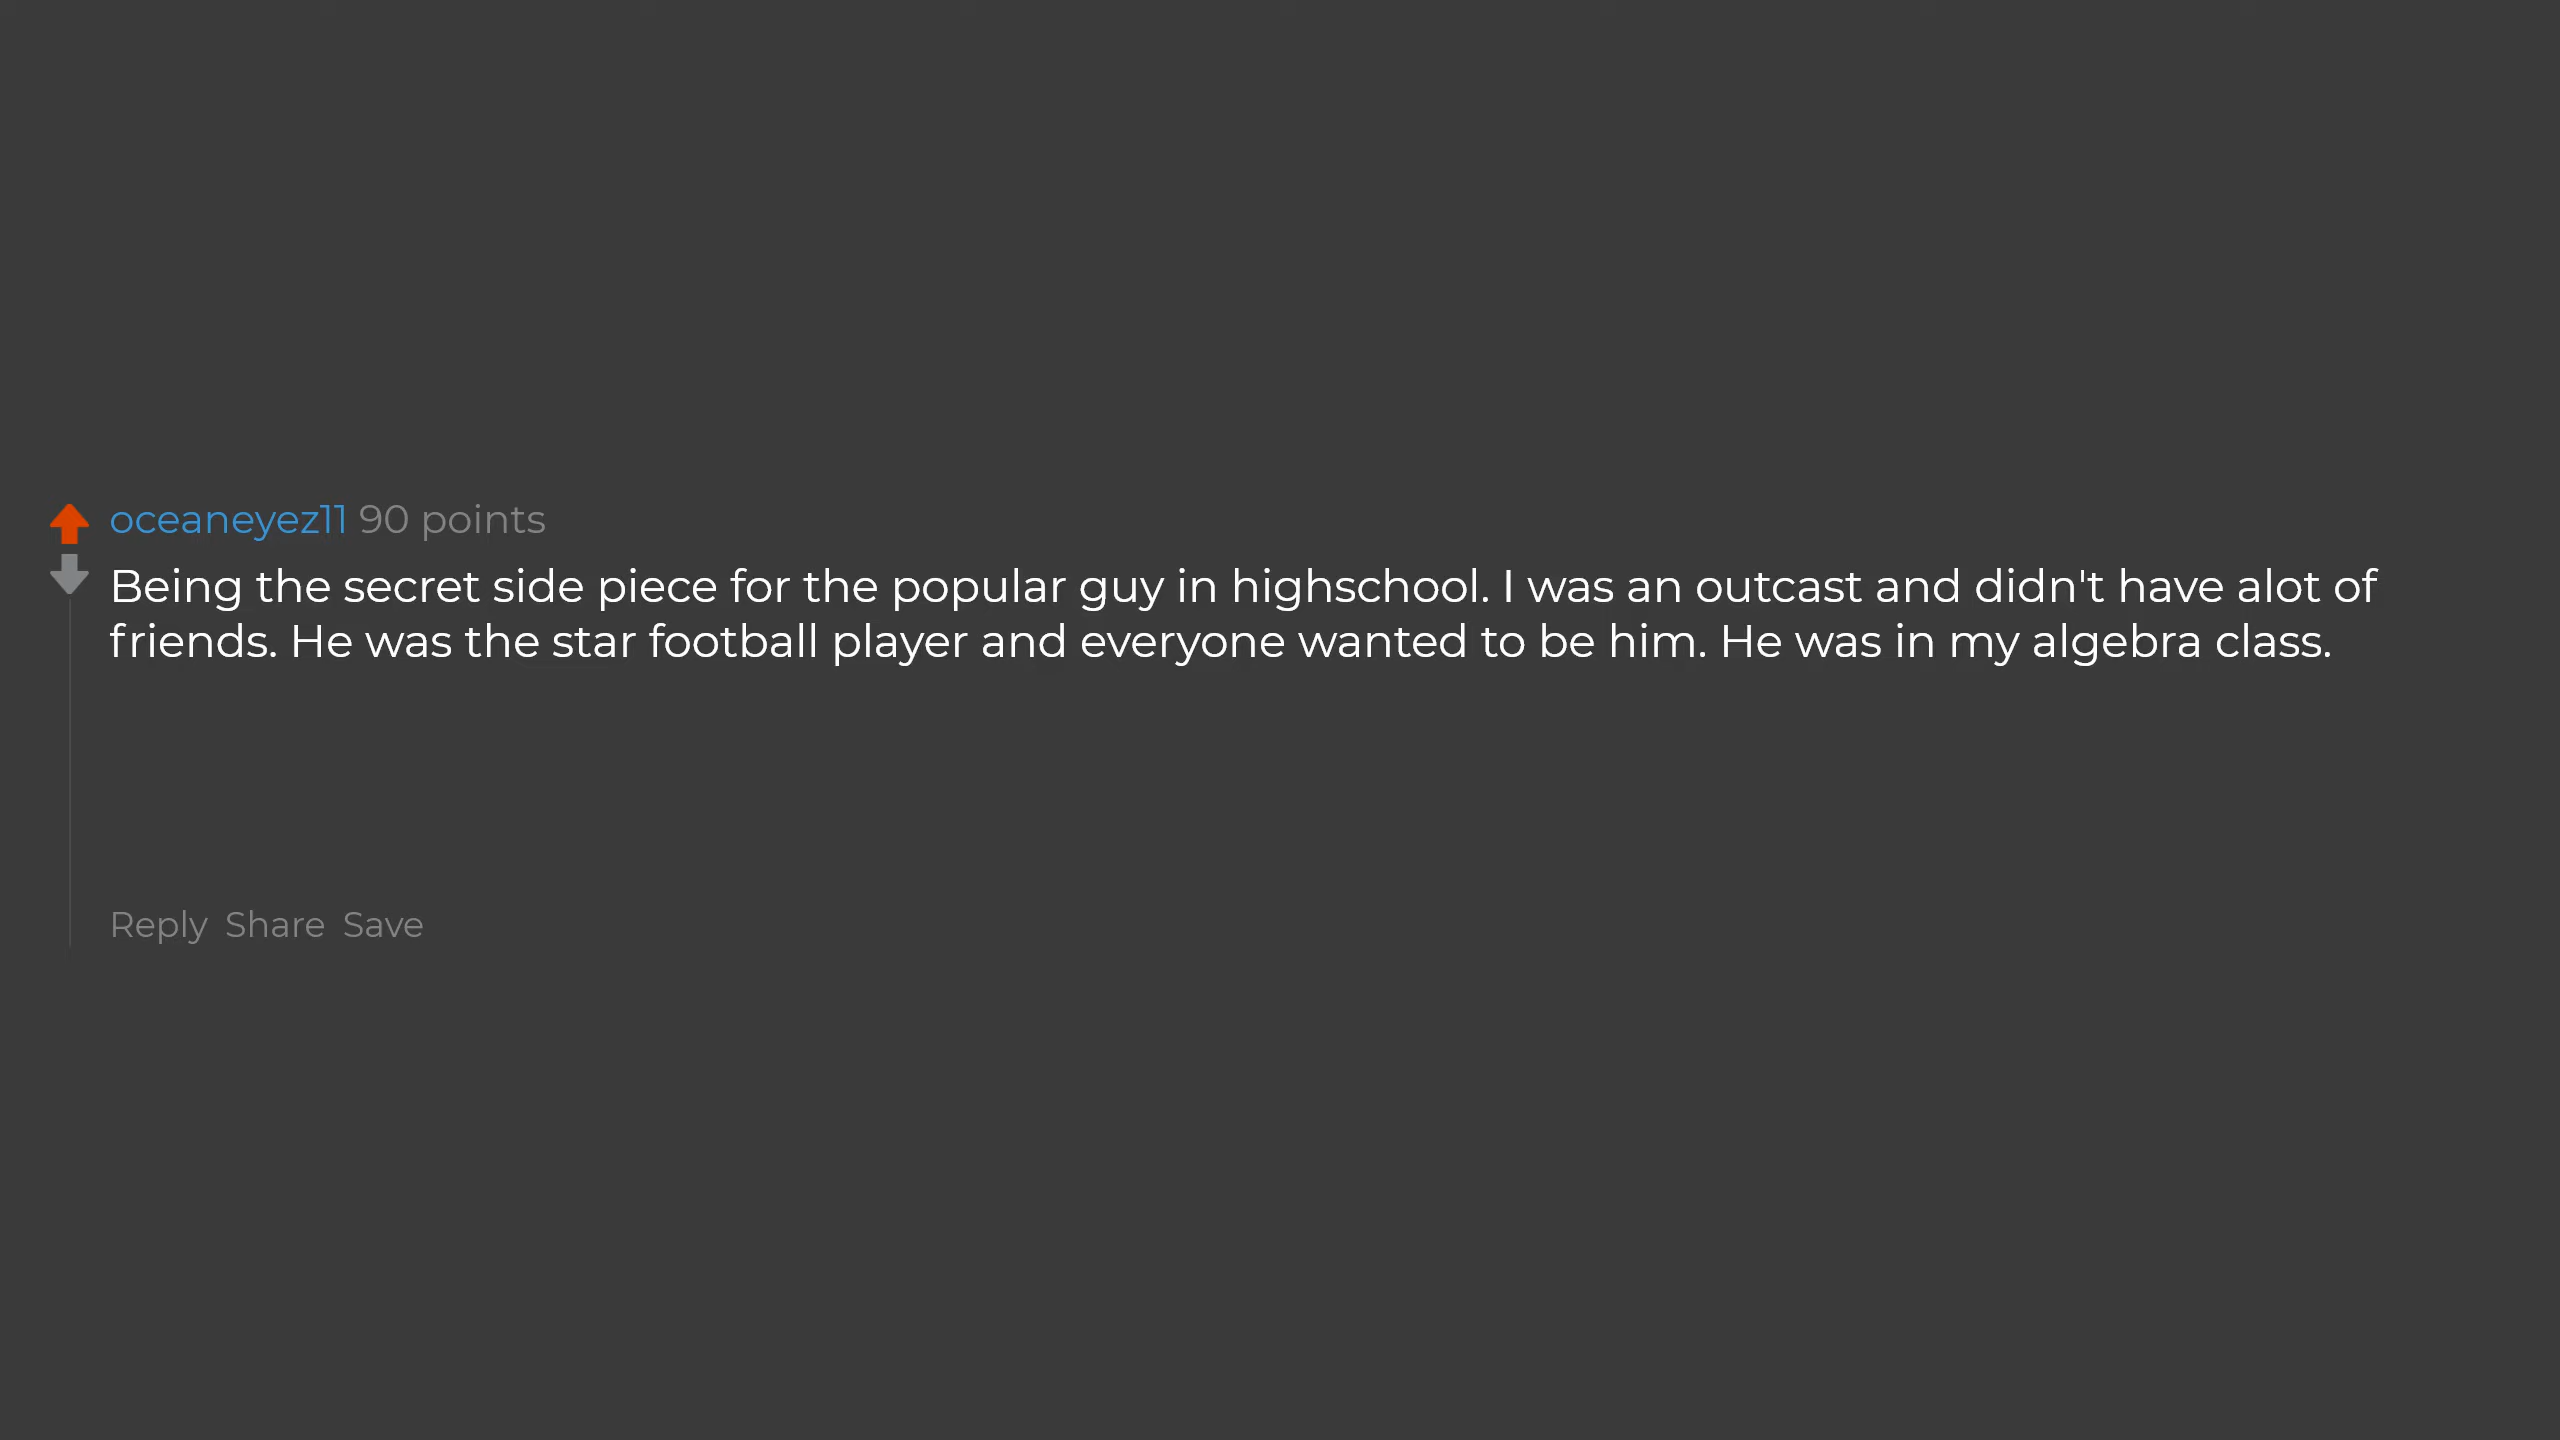 oceaneyez11 90 points
Being the secret side piece for the popular guy in highschool. I was an outcast and didn't have alot of
friends. He was the star football player and everyone wanted to be him. He was in my algebra class.
Reply Share Save